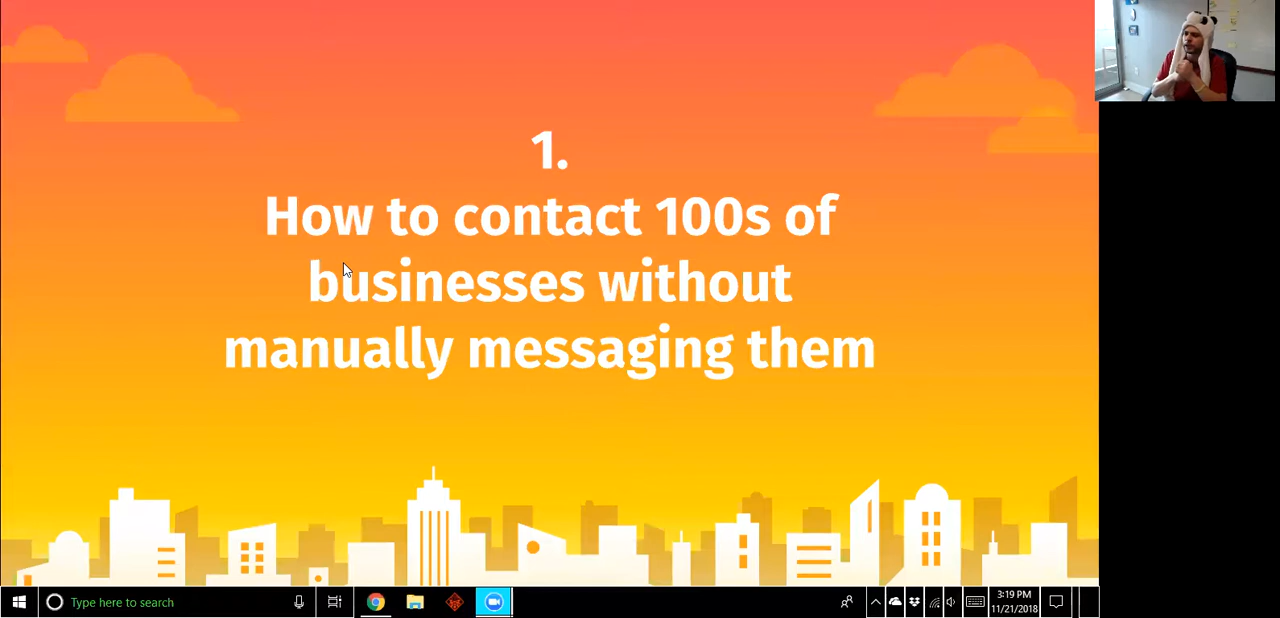 1.
How to contact 100s of
businesses without
manually messaging them
Type here to search
3:19 PM
11/21/2018